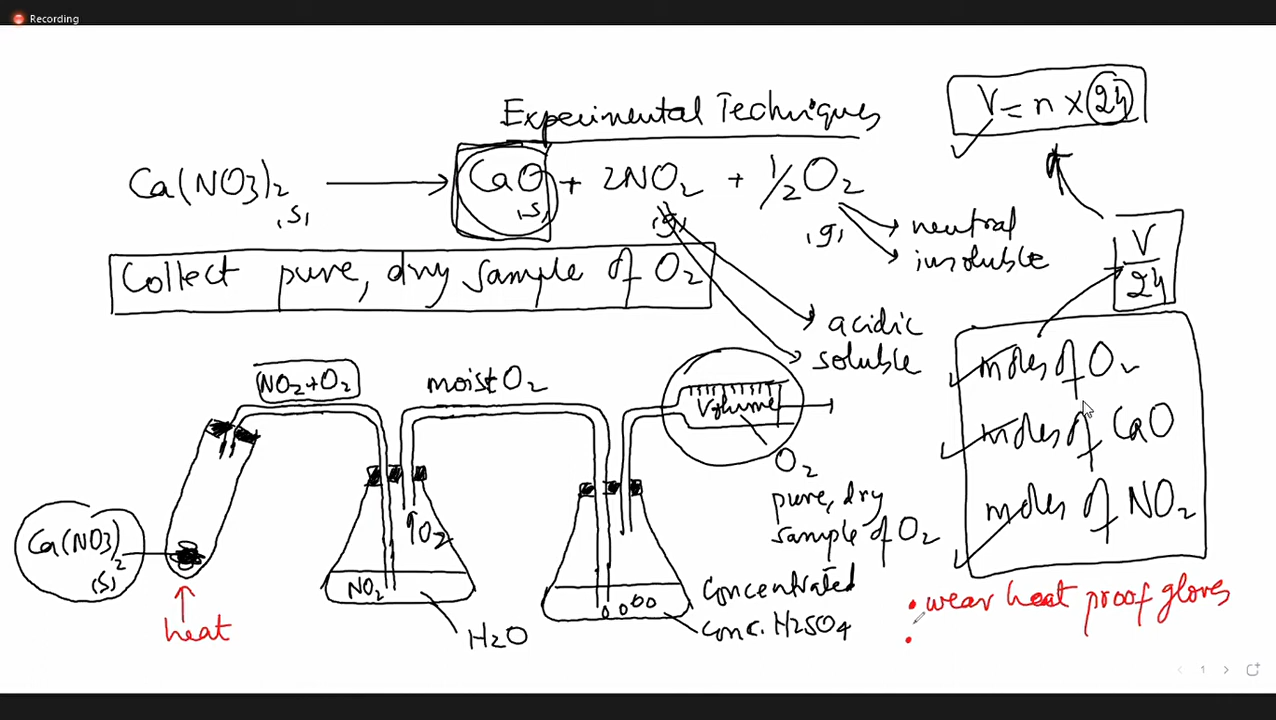 Recording
Experimental Techniques
V = n × 24
Ca(NO3)2 (s) → CaO (s) + 2NO2 (g) + 1/2O2 (g)
neutral
insoluble
V/24
Collect pure, dry sample of O2
acidic
soluble
moles of O2
moles of CaO
moles of NO2
NO2+O2
moist O2
Volume
O2
pure, dry
sample of O2
Ca(NO3)2 (s)
O2
NO2
heat
H2O
Concentrated
Conc. H2SO4
• wear heat proof gloves
•
1